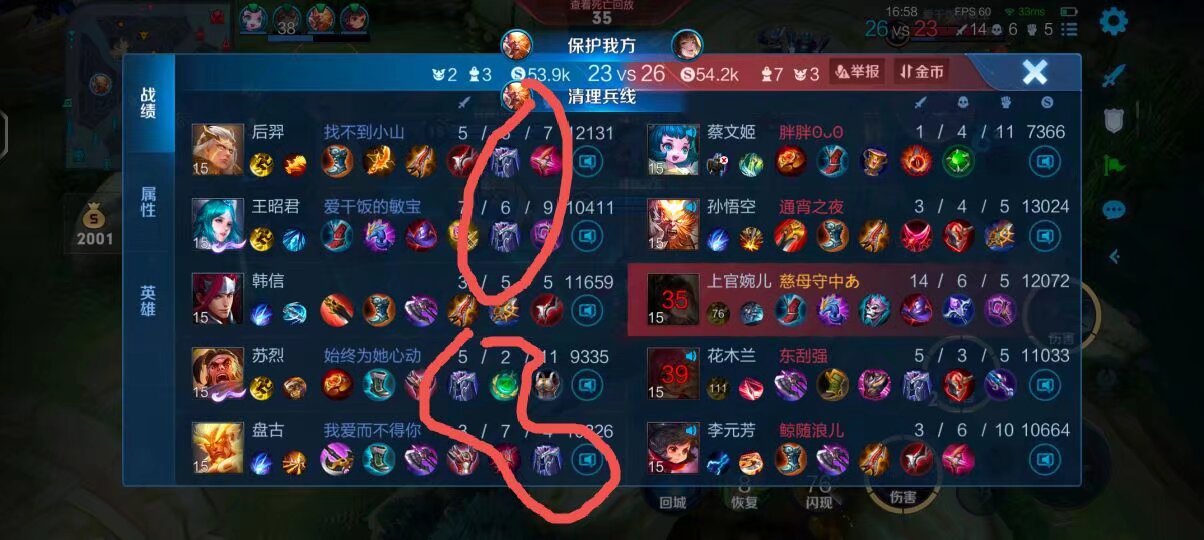 查看死亡回放
35
38
16:58 FPS 60 33ms
26 vs 23 14 6 5
保护我方
2 3 53.9k 23 vs 26 54.2k 7 3 举报 金币
清理兵线
战绩
属性
英雄
2001
后羿 找不到小山 5 / / 7 12131
15
王昭君 爱干饭的敏宝 7 / 6 / 9 10411
15
韩信 3 / 5 / 5 11659
15
苏烈 始终为她心动 5 / 2 / 11 9335
15
盘古 我爱而不得你 3 / 7 /
15
蔡文姬 胖胖ʘᴗʘ 1 / 4 / 11 7366
15
孙悟空 通宵之夜 3 / 4 / 5 13024
15
上官婉儿 慈母守中あ 14 / 6 / 5 12072
35 15 76
花木兰 东刮强 5 / 3 / 5 11033
39 15 111
李元芳 鲸随浪儿 3 / 6 / 10 10664
15
伤害
回城
8
恢复
76
闪现
伤害